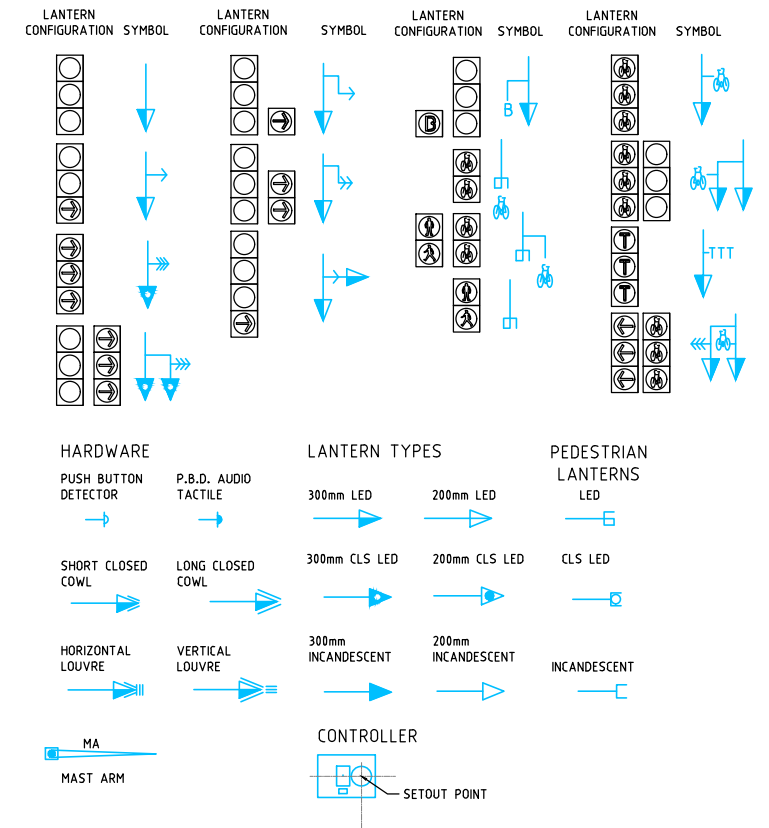 LANTERN
CONFIGURATION SYMBOL
LANTERN
CONFIGURATION SYMBOL
LANTERN
CONFIGURATION SYMBOL
LANTERN
CONFIGURATION SYMBOL
B
B
T
T
T
TTT
HARDWARE
PUSH BUTTON
DETECTOR
P.B.D. AUDIO
TACTILE
SHORT CLOSED
COWL
LONG CLOSED
COWL
HORIZONTAL
LOUVRE
VERTICAL
LOUVRE
MA
MAST ARM
LANTERN TYPES
300mm LED
200mm LED
300mm CLS LED
200mm CLS LED
300mm
INCANDESCENT
200mm
INCANDESCENT
PEDESTRIAN
LANTERNS
LED
CLS LED
INCANDESCENT
CONTROLLER
SETOUT POINT